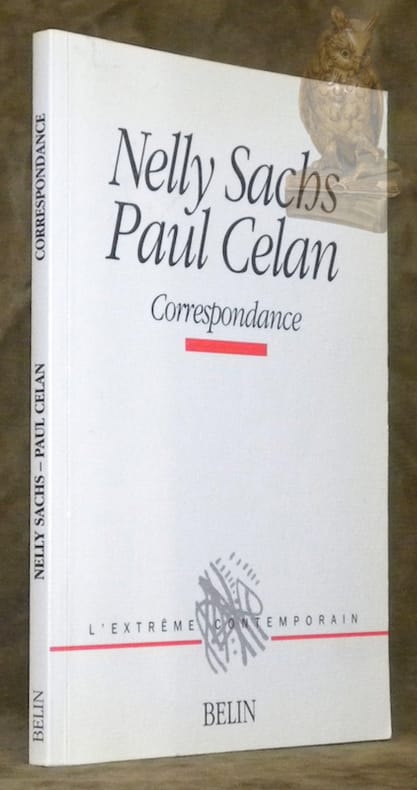 Nelly Sachs
Paul Celan
Correspondance
L'EXTRÊME CONTEMPORAIN
BELIN
NELLY SACHS – PAUL CELAN
CORRESPONDANCE
BELIN